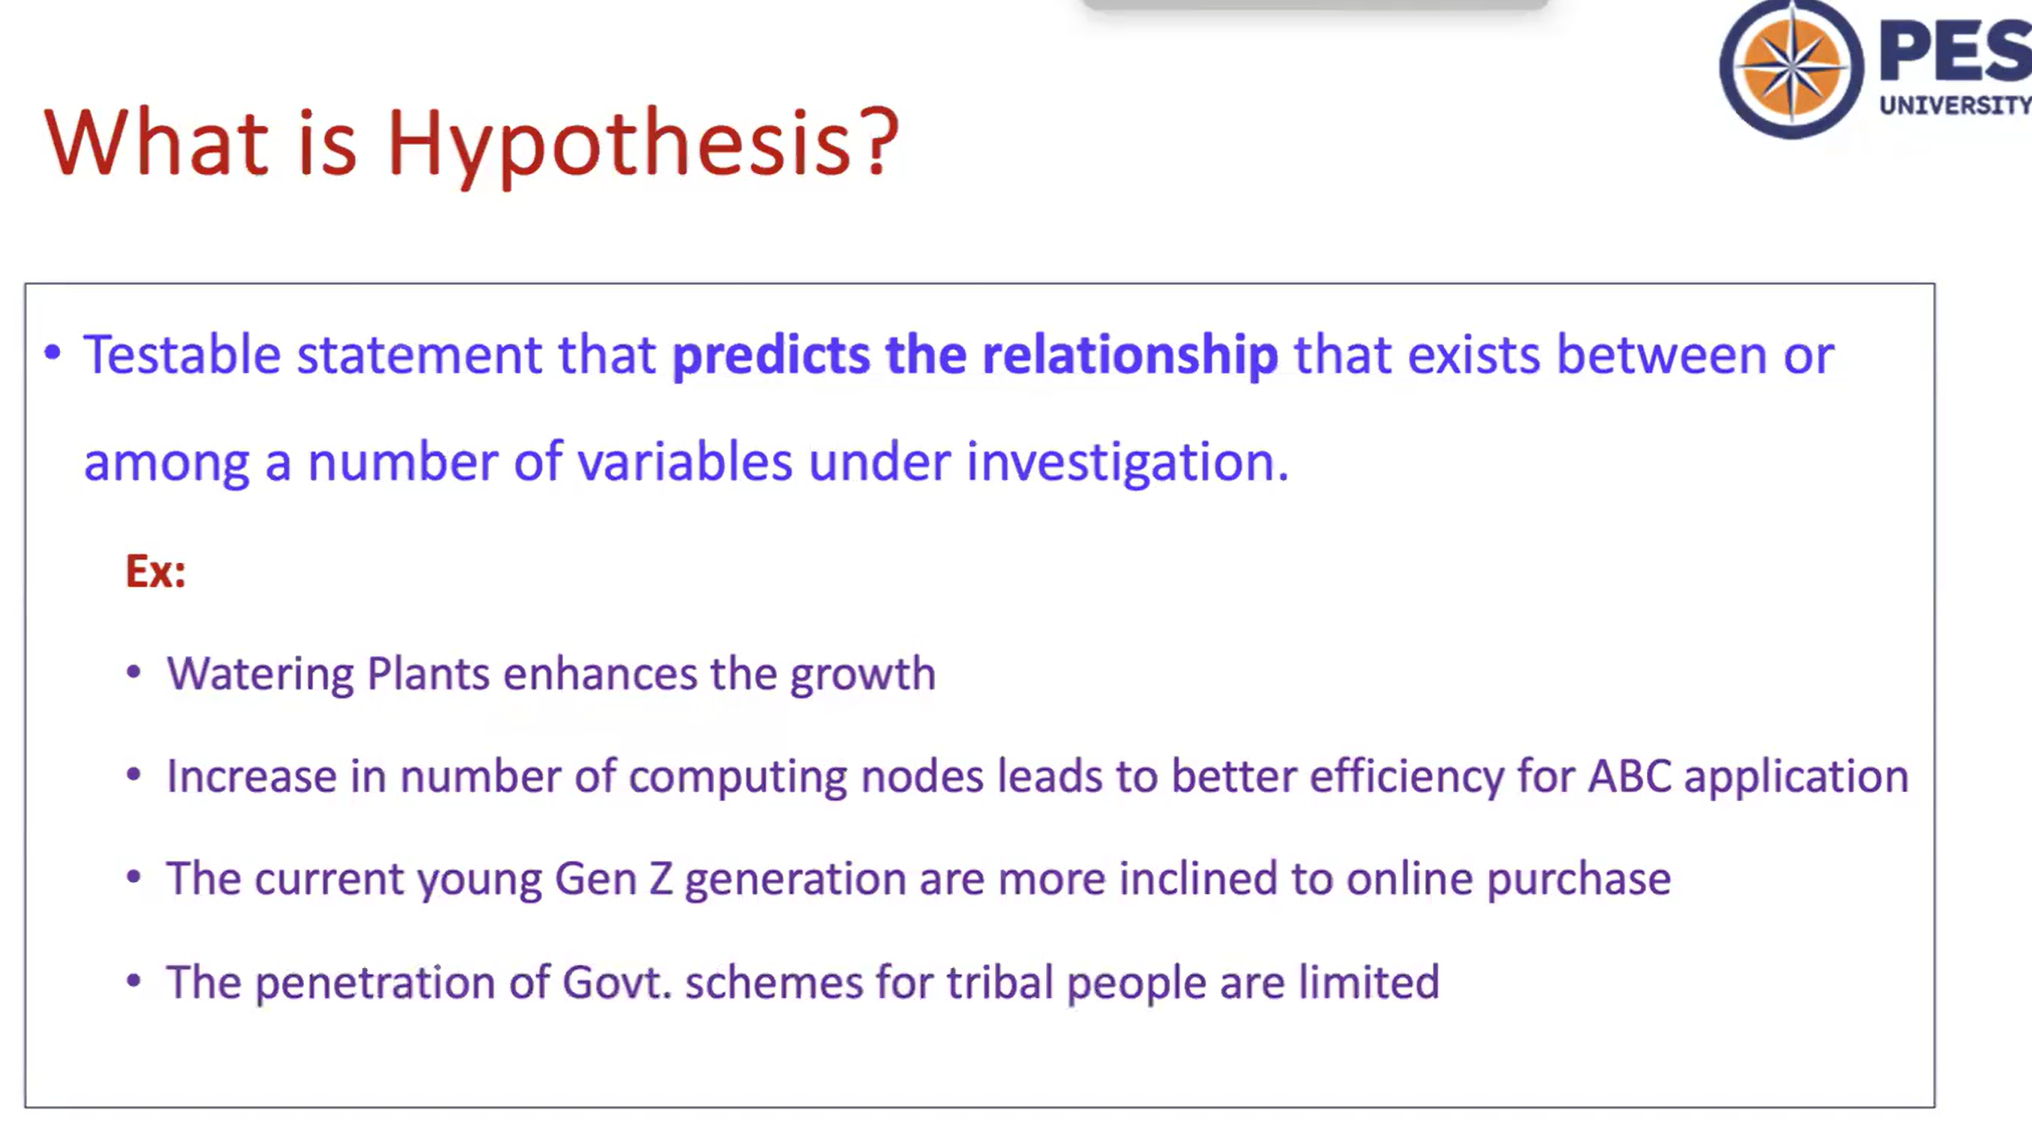 PES
UNIVERSITY
What is Hypothesis?
• Testable statement that predicts the relationship that exists between or
among a number of variables under investigation.
Ex:
• Watering Plants enhances the growth
• Increase in number of computing nodes leads to better efficiency for ABC application
• The current young Gen Z generation are more inclined to online purchase
• The penetration of Govt. schemes for tribal people are limited